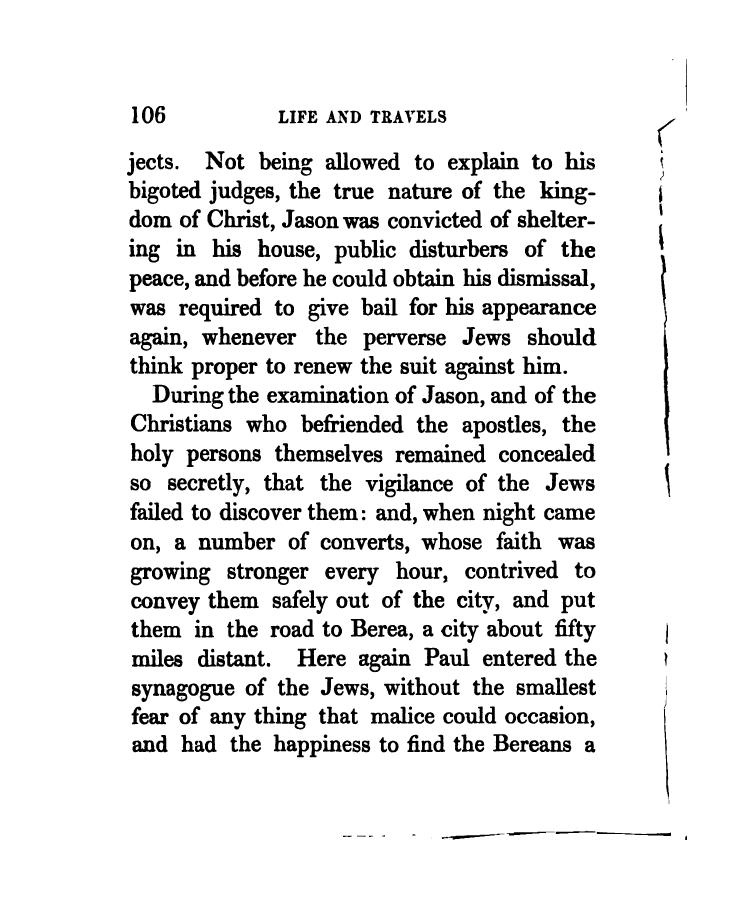 106 LIFE AND TRAVELS
jects. Not being allowed to explain to his
bigoted judges, the true nature of the king-
dom of Christ, Jason was convicted of shelter-
ing in his house, public disturbers of the
peace, and before he could obtain his dismissal,
was required to give bail for his appearance
again, whenever the perverse Jews should
think proper to renew the suit against him.
During the examination of Jason, and of the
Christians who befriended the apostles, the
holy persons themselves remained concealed
so secretly, that the vigilance of the Jews
failed to discover them: and, when night came
on, a number of converts, whose faith was
growing stronger every hour, contrived to
convey them safely out of the city, and put
them in the road to Berea, a city about fifty
miles distant. Here again Paul entered the
synagogue of the Jews, without the smallest
fear of any thing that malice could occasion,
and had the happiness to find the Bereans a